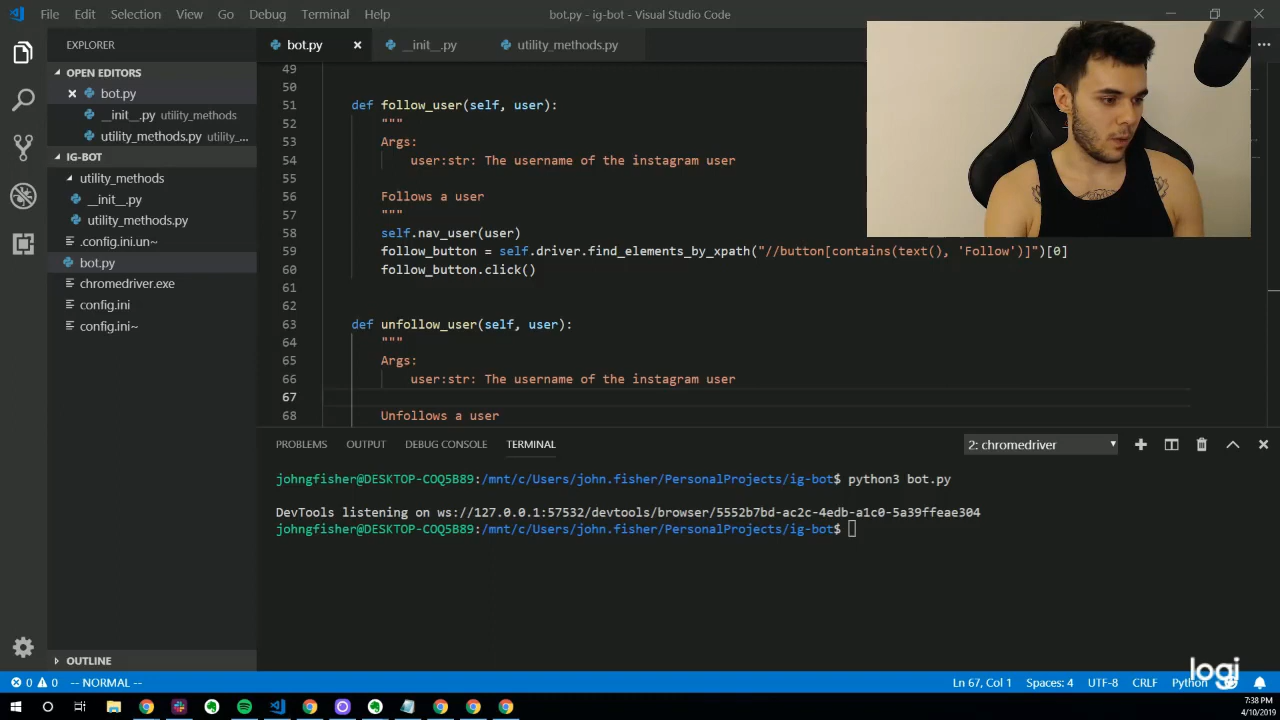 File Edit Selection View Go Debug Terminal Help
bot.py - ig-bot - Visual Studio Code
EXPLORER
OPEN EDITORS
bot.py
__init__.py utility_methods
utility_methods.py utility_...
IG-BOT
utility_methods
__init__.py
utility_methods.py
.config.ini.un~
bot.py
chromedriver.exe
config.ini
config.ini~
OUTLINE
bot.py
__init__.py
utility_methods.py
49
50
51 def follow_user(self, user):
52 """
53 Args:
54 user:str: The username of the instagram user
55
56 Follows a user
57 """
58 self.nav_user(user)
59 follow_button = self.driver.find_elements_by_xpath("//button[contains(text(), 'Follow')]")[0]
60 follow_button.click()
61
62
63 def unfollow_user(self, user):
64 """
65 Args:
66 user:str: The username of the instagram user
67
68 Unfollows a user
PROBLEMS OUTPUT DEBUG CONSOLE TERMINAL
2: chromedriver
johngfisher@DESKTOP-COQ5B89:/mnt/c/Users/john.fisher/PersonalProjects/ig-bot$ python3 bot.py
DevTools listening on ws://127.0.0.1:57532/devtools/browser/5552b7bd-ac2c-4edb-a1c0-5a39ffeae304
johngfisher@DESKTOP-COQ5B89:/mnt/c/Users/john.fisher/PersonalProjects/ig-bot$
0 0 -- NORMAL --
Ln 67, Col 1 Spaces: 4 UTF-8 CRLF Python
logi
7:38 PM
4/10/2019